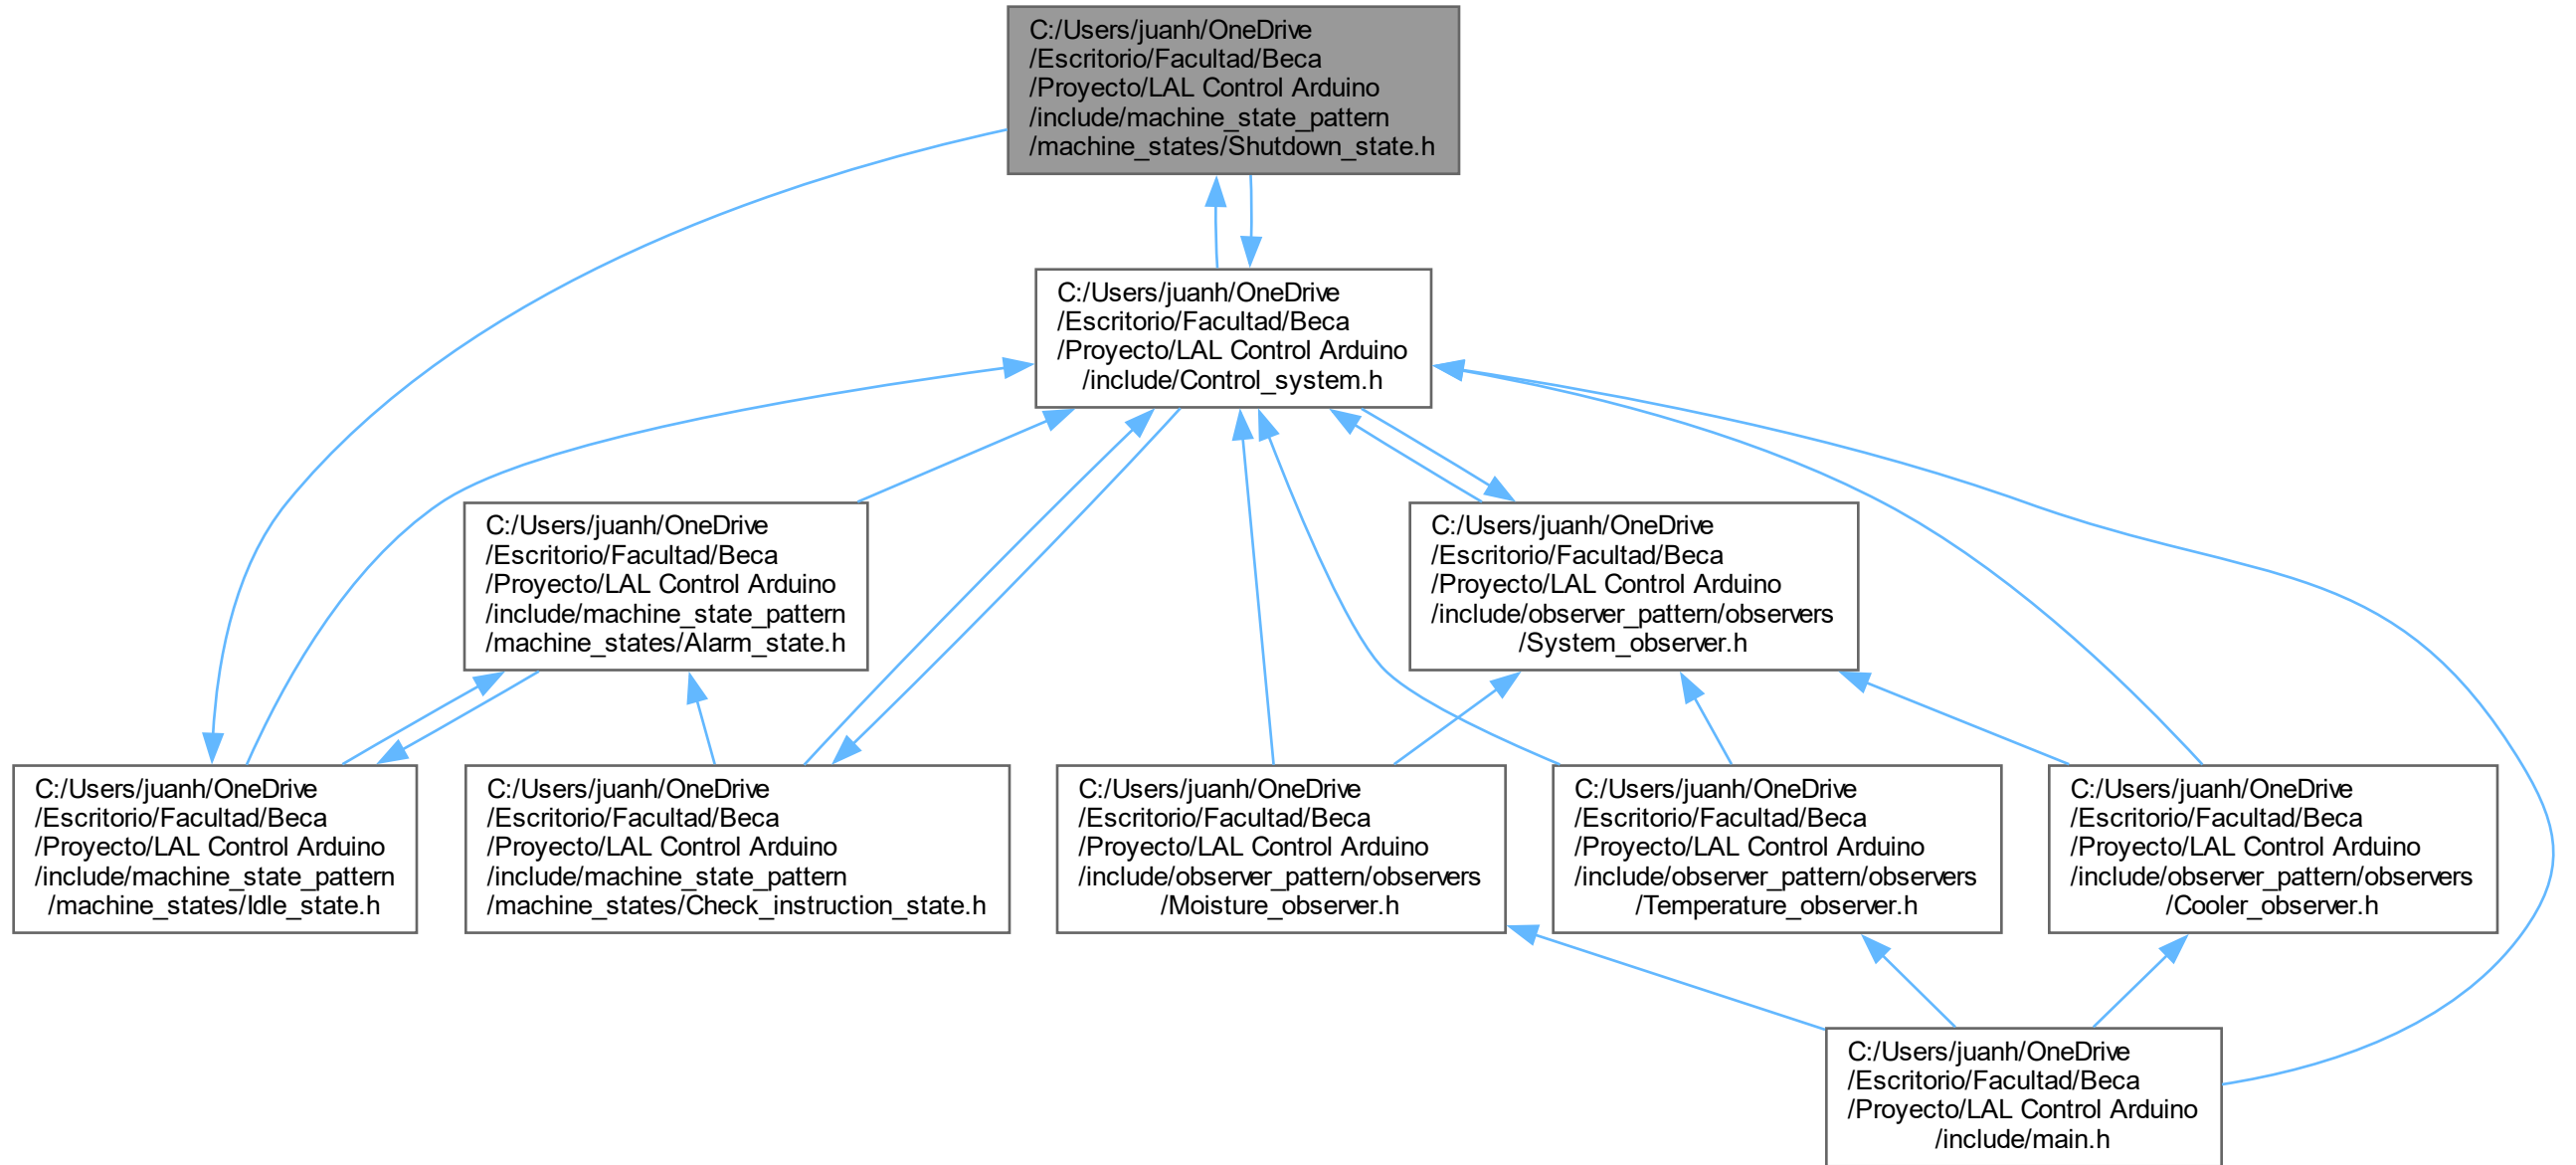 C:/Users/juanh/OneDrive
/Escritorio/Facultad/Beca
/Proyecto/LAL Control Arduino
/include/machine_state_pattern
/machine_states/Shutdown_state.h
C:/Users/juanh/OneDrive
/Escritorio/Facultad/Beca
/Proyecto/LAL Control Arduino
/include/Control_system.h
C:/Users/juanh/OneDrive
/Escritorio/Facultad/Beca
/Proyecto/LAL Control Arduino
/include/machine_state_pattern
/machine_states/Alarm_state.h
C:/Users/juanh/OneDrive
/Escritorio/Facultad/Beca
/Proyecto/LAL Control Arduino
/include/observer_pattern/observers
/System_observer.h
C:/Users/juanh/OneDrive
/Escritorio/Facultad/Beca
/Proyecto/LAL Control Arduino
/include/machine_state_pattern
/machine_states/Idle_state.h
C:/Users/juanh/OneDrive
/Escritorio/Facultad/Beca
/Proyecto/LAL Control Arduino
/include/machine_state_pattern
/machine_states/Check_instruction_state.h
C:/Users/juanh/OneDrive
/Escritorio/Facultad/Beca
/Proyecto/LAL Control Arduino
/include/observer_pattern/observers
/Moisture_observer.h
C:/Users/juanh/OneDrive
/Escritorio/Facultad/Beca
/Proyecto/LAL Control Arduino
/include/observer_pattern/observers
/Temperature_observer.h
C:/Users/juanh/OneDrive
/Escritorio/Facultad/Beca
/Proyecto/LAL Control Arduino
/include/observer_pattern/observers
/Cooler_observer.h
C:/Users/juanh/OneDrive
/Escritorio/Facultad/Beca
/Proyecto/LAL Control Arduino
/include/main.h